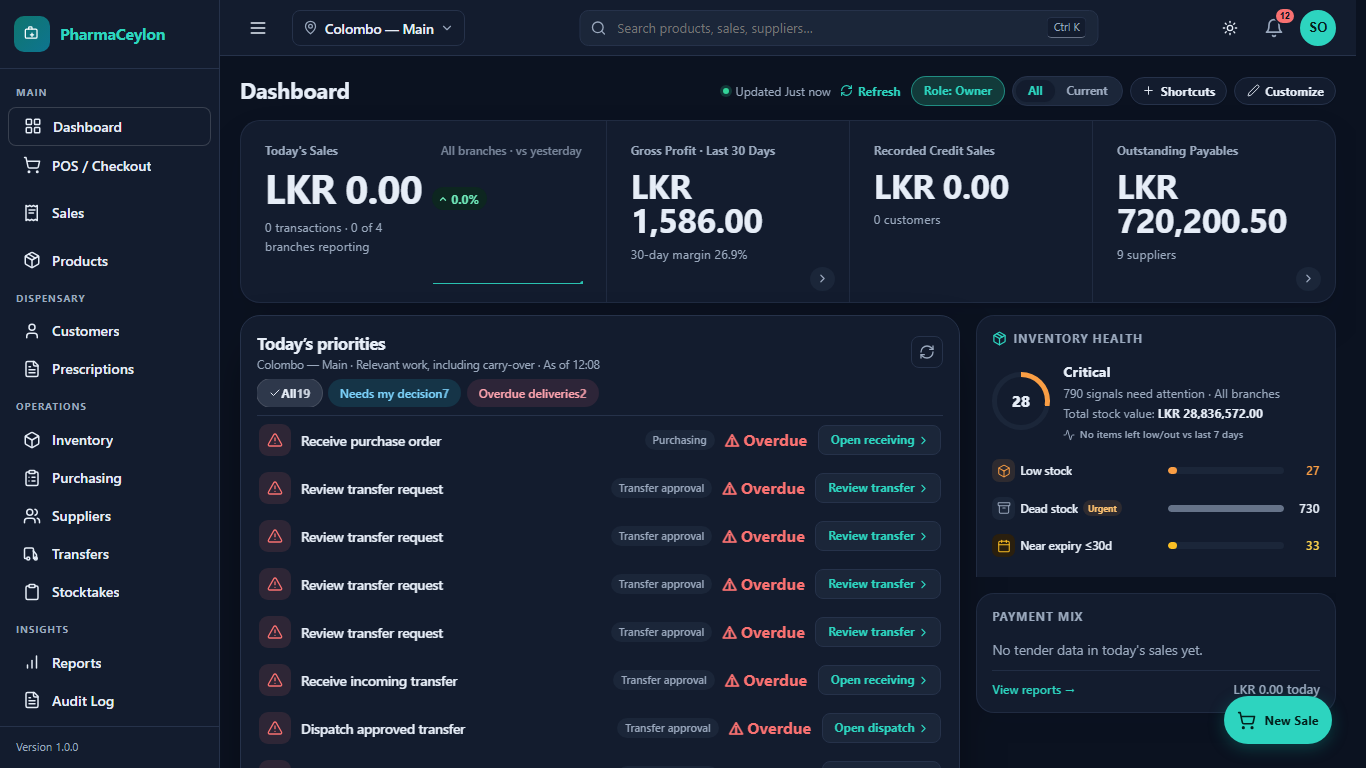 PharmaCeylon
MAIN
Dashboard
POS / Checkout
Sales
Products
DISPENSARY
Customers
Prescriptions
OPERATIONS
Inventory
Purchasing
Suppliers
Transfers
Stocktakes
INSIGHTS
Reports
Audit Log
Version 1.0.0
Colombo — Main
Search products, sales, suppliers...
Ctrl K
12
SO
Dashboard
Updated Just now
Refresh
Role: Owner
All
Current
Shortcuts
Customize
Today's Sales
All branches · vs yesterday
LKR 0.00
0.0%
0 transactions · 0 of 4
branches reporting
Gross Profit · Last 30 Days
LKR
1,586.00
30-day margin 26.9%
Recorded Credit Sales
LKR 0.00
0 customers
Outstanding Payables
LKR
720,200.50
9 suppliers
Today's priorities
Colombo — Main · Relevant work, including carry-over · As of 12:08
All19
Needs my decision7
Overdue deliveries2
Receive purchase order Purchasing Overdue Open receiving
Review transfer request Transfer approval Overdue Review transfer
Review transfer request Transfer approval Overdue Review transfer
Review transfer request Transfer approval Overdue Review transfer
Review transfer request Transfer approval Overdue Review transfer
Receive incoming transfer Transfer approval Overdue Open receiving
Dispatch approved transfer Transfer approval Overdue Open dispatch
INVENTORY HEALTH
28
Critical
790 signals need attention · All branches
Total stock value: LKR 28,836,572.00
No items left low/out vs last 7 days
Low stock 27
Dead stock Urgent 730
Near expiry ≤30d 33
PAYMENT MIX
No tender data in today's sales yet.
View reports →
LKR 0.00 today
New Sale